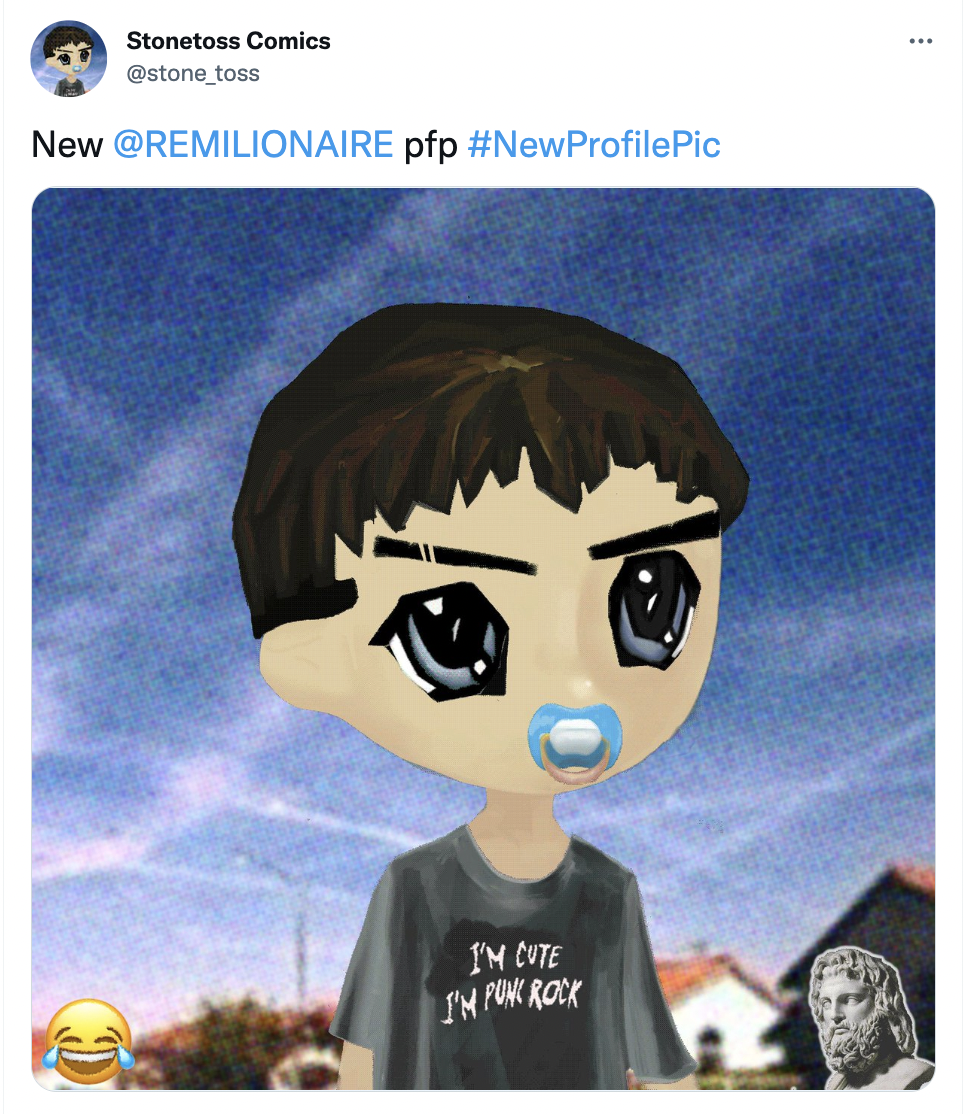 Stonetoss Comics
@stone_toss
New @REMILIONAIRE pfp #NewProfilePic
I'M CUTE
I'M PUNK ROCK